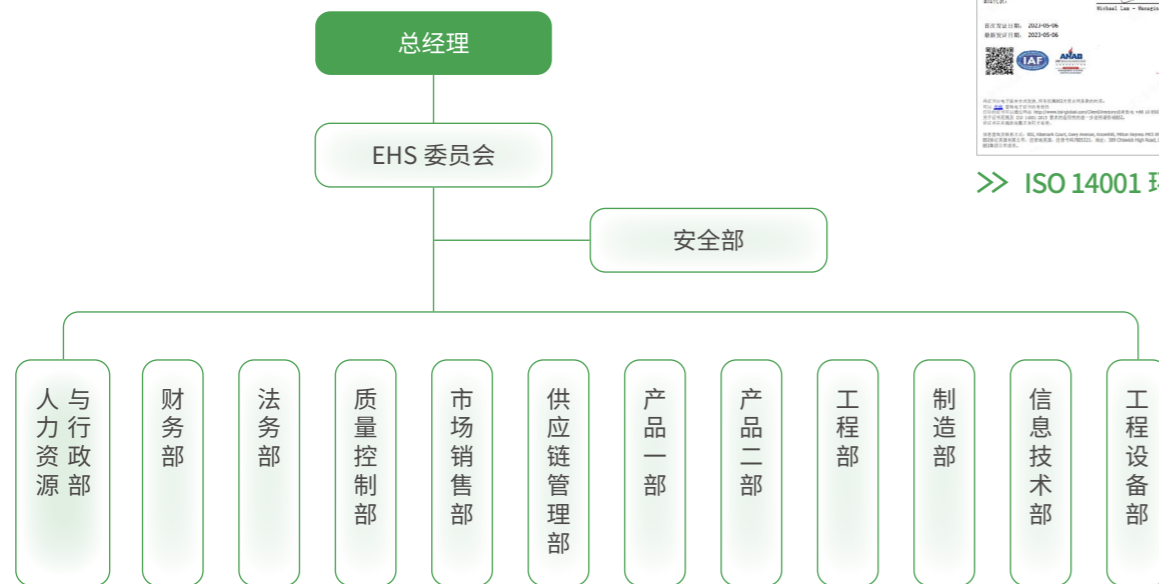 总经理
EHS 委员会
安全部
人力资源
与行政部
财务部
法务部
质量控制部
市场销售部
供应链管理部
产品一部
产品二部
工程部
制造部
信息技术部
工程设备部
Michael Lam - Managing
首次发证日期: 2023-05-06
最新发证日期: 2023-05-06
IAF
ANAB
ISO 14001